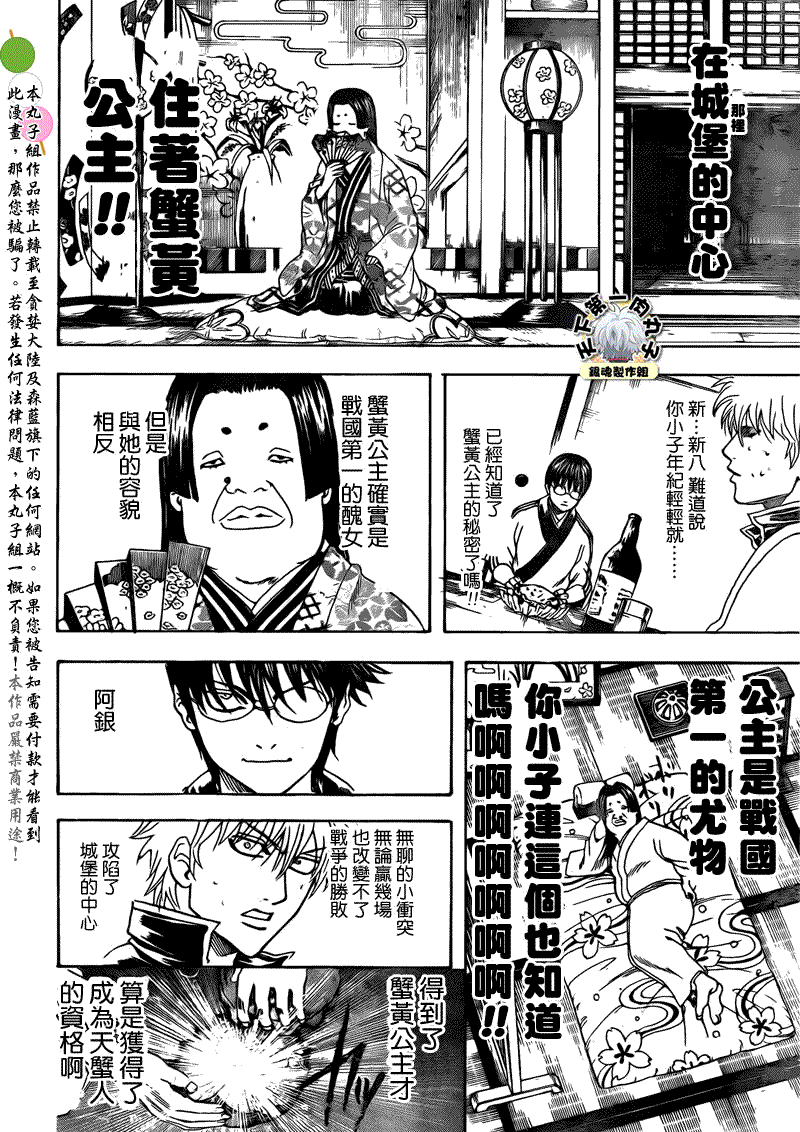 在城堡的中心
那裡
住著蟹黃
公主!!
天下第一肉丸子
銀魂製作組
新…新八 難道說
你小子年紀輕輕就……
已經知道了
蟹黃公主的秘密了嗎!!
蟹黃公主確實是
戰國第一的醜女
但是
與她的容貌
相反
公主是戰國
第一的尤物
你小子連這個也知道
嗎啊啊啊啊啊啊啊!!
阿銀
無聊的小衝突
無論贏幾場
也改變不了
戰爭的勝敗
攻陷了
城堡的中心
得到了
蟹黃公主才
算是獲得了
成為天蟹人
的資格啊
本丸子組作品禁止轉載至貪婪大陸及森藍旗下的任何網站。如果您被告知需要付款才能看到
此漫畫，那麼您被騙了。若發生任何法律問題，本丸子組一概不負責！本作品嚴禁商業用途！